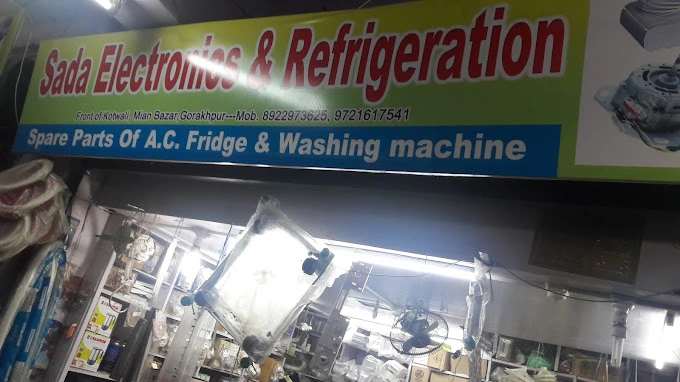 Sada Electronics & Refrigeration
Front of Kotwali, Mian Bazar,Gorakhpur---Mob. 8922973625, 9721617541
Spare Parts Of A.C. Fridge & Washing machine